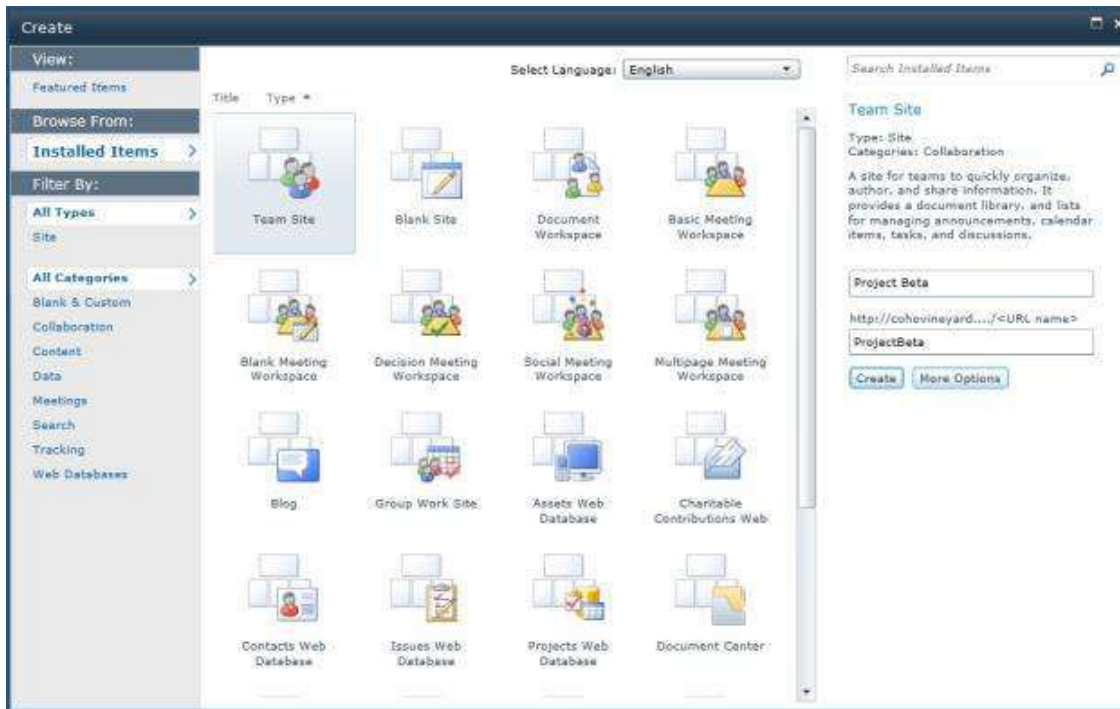 Create
View:
Featured Items
Browse From:
Installed Items
Filter By:
All Types
Site
All Categories
Blank & Custom
Collaboration
Content
Data
Meetings
Search
Tracking
Web Databases
Select Language: English
Title Type
Team Site
Blank Site
Document
Workspace
Basic Meeting
Workspace
Blank Meeting
Workspace
Decision Meeting
Workspace
Social Meeting
Workspace
Multipage Meeting
Workspace
Blog
Group Work Site
Assets Web
Database
Charitable
Contributions Web
Contacts Web
Database
Issues Web
Database
Projects Web
Database
Document Center
Search Installed Items
Team Site
Type: Site
Categories: Collaboration
A site for teams to quickly organize,
author, and share information. It
provides a document library, and lists
for managing announcements, calendar
items, tasks, and discussions.
Project Beta
http://cohovineyard..../<URL name>
ProjectBeta
Create More Options